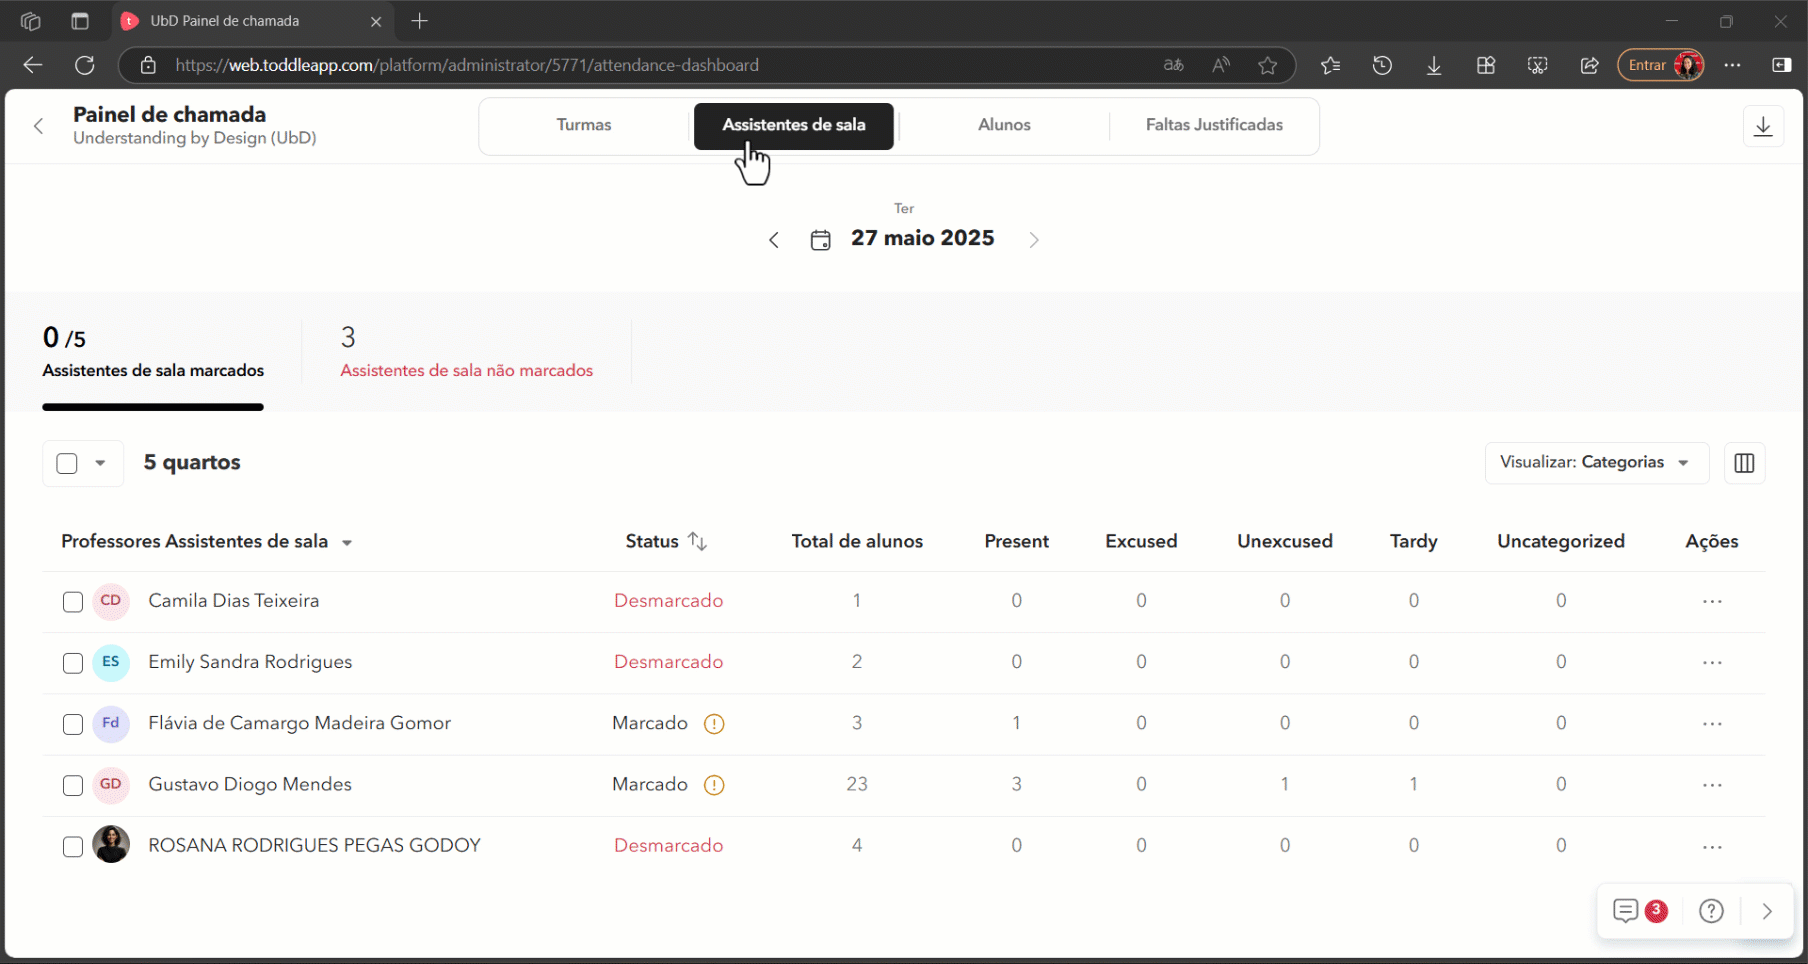 UbD Painel de chamada
https://web.toddleapp.com/platform/administrator/5771/attendance-dashboard
Entrar
Painel de chamada
Understanding by Design (UbD)
Turmas
Assistentes de sala
Alunos
Faltas Justificadas
Ter
27 maio 2025
0 /5
Assistentes de sala marcados
3
Assistentes de sala não marcados
5 quartos
Visualizar: Categorias
Professores Assistentes de sala Status Total de alunos Present Excused Unexcused Tardy Uncategorized Ações
CD Camila Dias Teixeira Desmarcado 1 0 0 0 0 0
ES Emily Sandra Rodrigues Desmarcado 2 0 0 0 0 0
Fd Flávia de Camargo Madeira Gomor Marcado 3 1 0 0 0 0
GD Gustavo Diogo Mendes Marcado 23 3 0 1 1 0
ROSANA RODRIGUES PEGAS GODOY Desmarcado 4 0 0 0 0 0
3